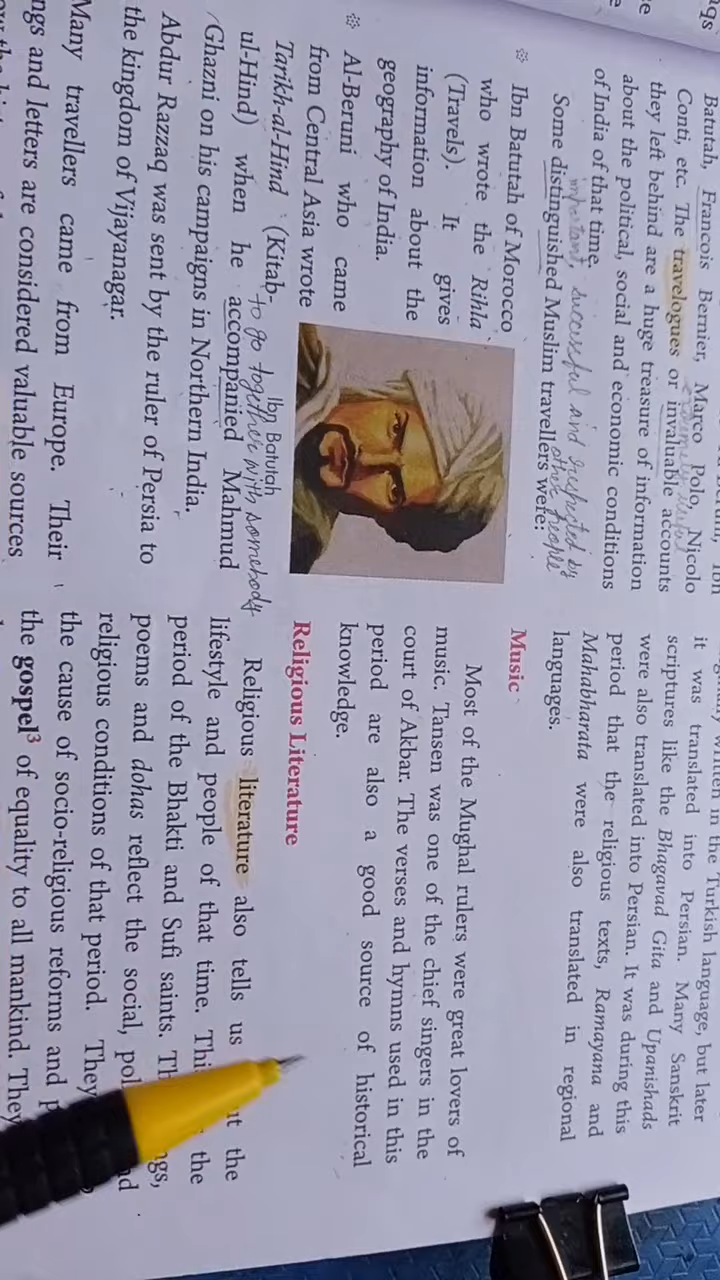 Batutah, Francois Bernier, Marco Polo, Nicolo
Conti, etc. The travelogues or invaluable accounts
they left behind are a huge treasure of information
about the political, social and economic conditions
of India of that time.
important, successful and respected by
other people
Some distinguished Muslim travellers were:
Ibn Batutah of Morocco
who wrote the Rihla
(Travels). It gives
information about the
geography of India.
Al-Beruni who came
from Central Asia wrote
Tarikh-al-Hind (Kitab-
Ibn Batutah
to go together with somebody
ul-Hind) when he accompanied Mahmud
Ghazni on his campaigns in Northern India.
Abdur Razzaq was sent by the ruler of Persia to
the kingdom of Vijayanagar.
Many travellers came from Europe. Their
ngs and letters are considered valuable sources
written in the Turkish language, but later
it was translated into Persian. Many Sanskrit
scriptures like the Bhagavad Gita and Upanishads
were also translated into Persian. It was during this
period that the religious texts, Ramayana and
Mahabharata were also translated in regional
languages.
Music
Most of the Mughal rulers were great lovers of
music. Tansen was one of the chief singers in the
court of Akbar. The verses and hymns used in this
period are also a good source of historical
knowledge.
Religious Literature
Religious literature also tells us the
lifestyle and people of that time. the
period of the Bhakti and Sufi saints.
poems and dohas reflect the social,
religious conditions of that period. They
the cause of socio-religious reforms and
the gospel³ of equality to all mankind. They